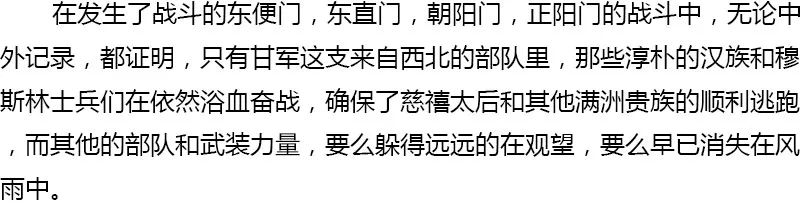 在发生了战斗的东便门，东直门，朝阳门，正阳门的战斗中，无论中
外记录，都证明，只有甘军这支来自西北的部队里，那些淳朴的汉族和穆
斯林士兵们在依然浴血奋战，确保了慈禧太后和其他满洲贵族的顺利逃跑
，而其他的部队和武装力量，要么躲得远远的在观望，要么早已消失在风
雨中。